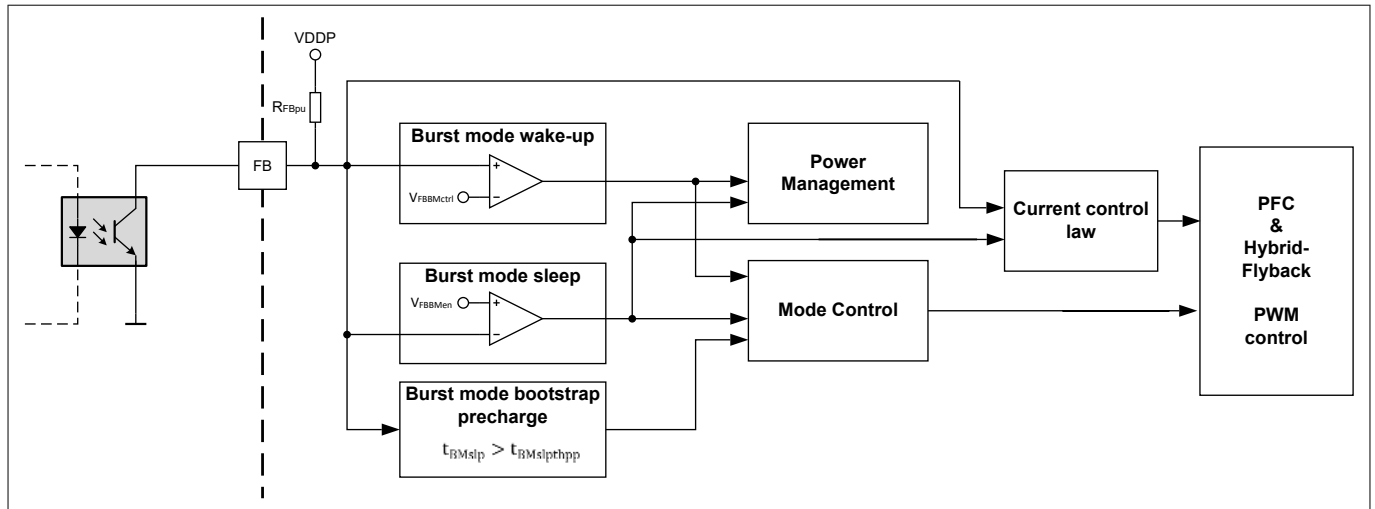 VDDP
RFBpu
FB
Burst mode wake-up
+
VFBBMctrl
−
Burst mode sleep
VFBBMen
+
−
Burst mode bootstrap
precharge
tBMslp > tBMslpthpp
Power
Management
Mode Control
Current control
law
PFC
&
Hybrid-
Flyback
PWM
control